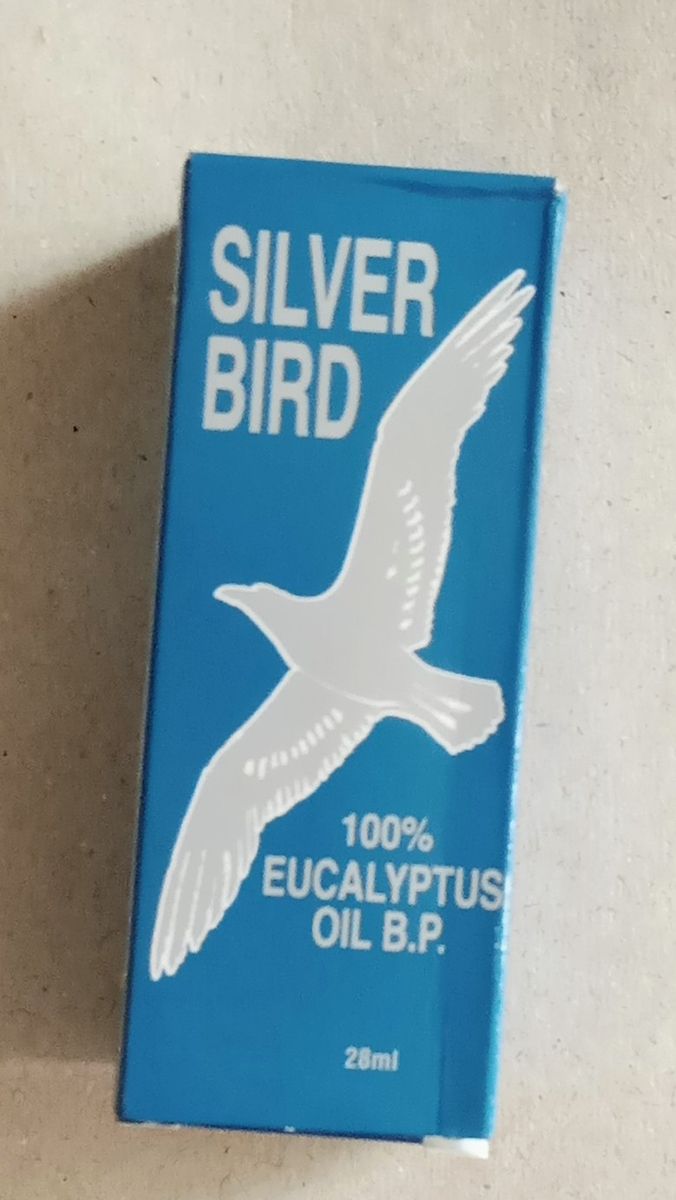 SILVER
BIRD
100%
EUCALYPTUS
OIL B.P.
28ml